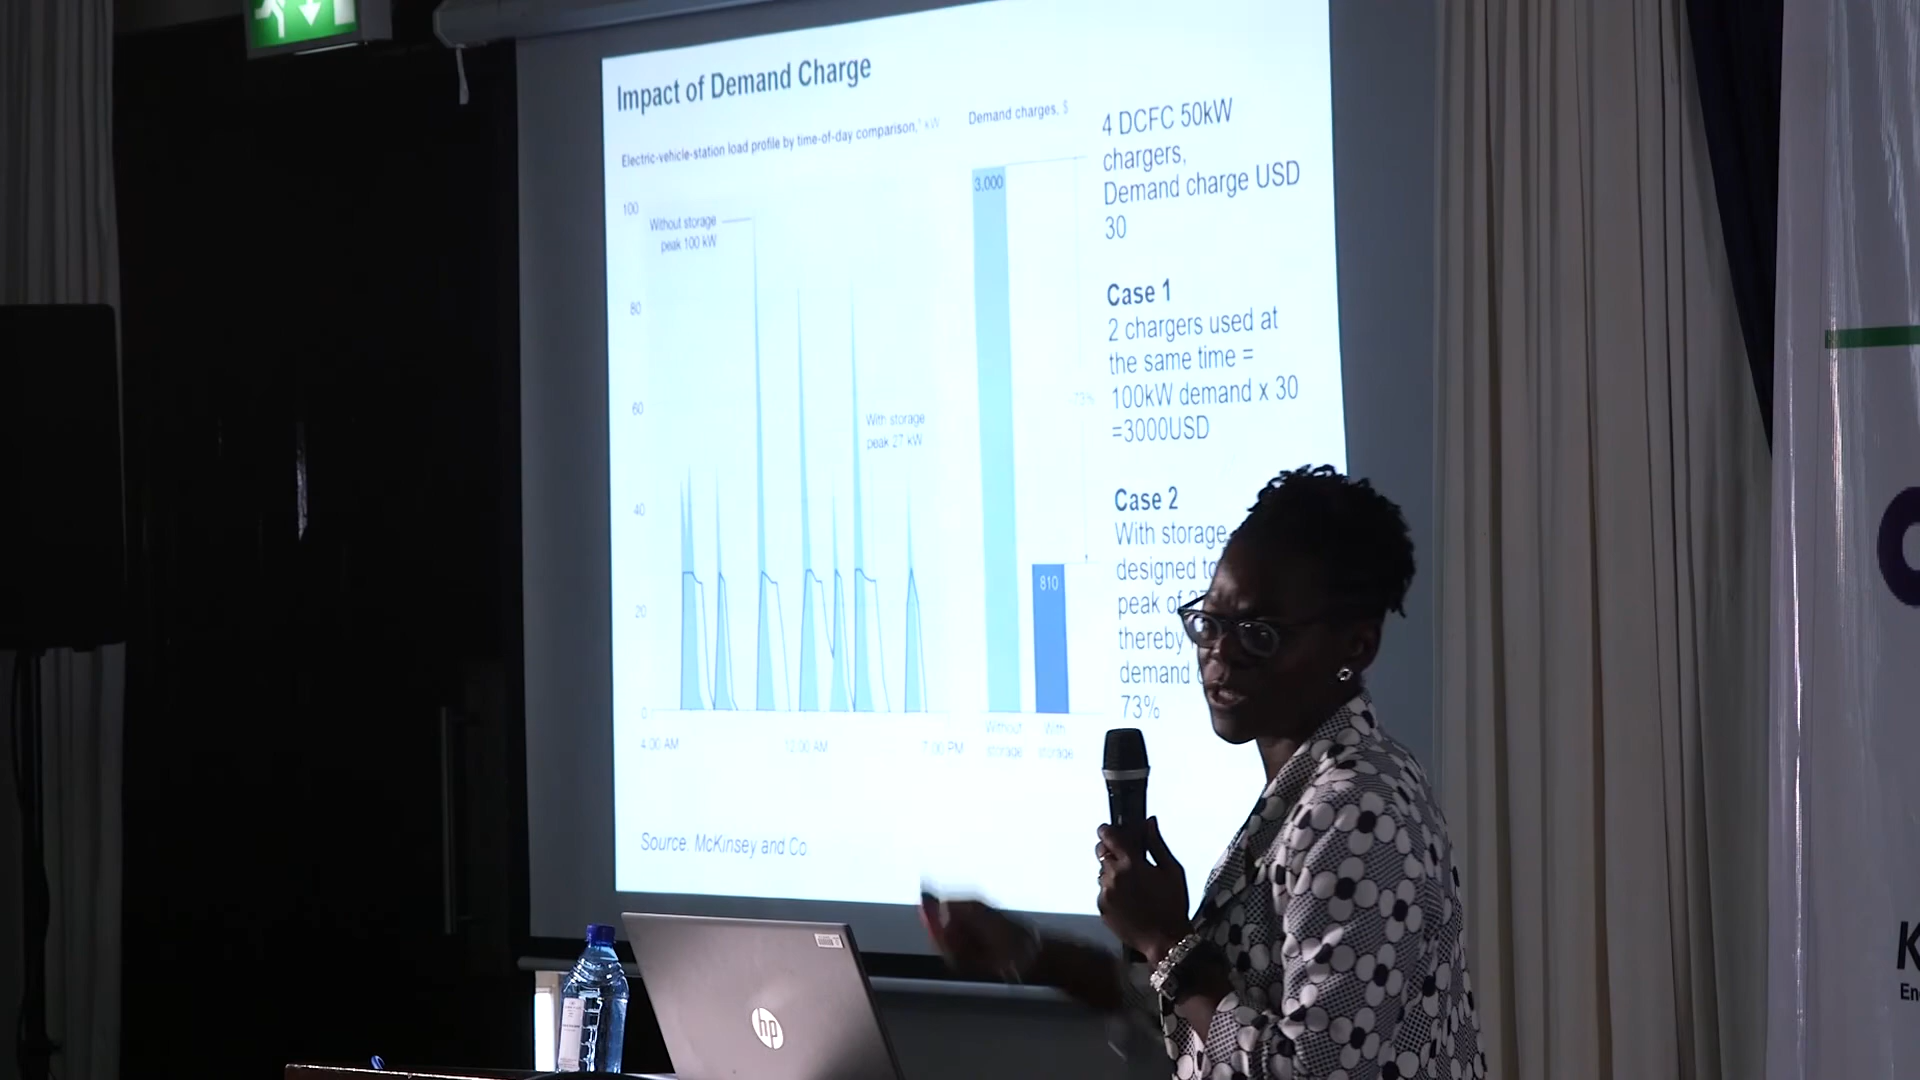 Impact of Demand Charge
Electric-vehicle-station load profile by time-of-day comparison,¹ kW
100
80
60
40
20
0
Without storage
peak 100 kW
With storage
peak 27 kW
4:00 AM
12:00 AM
7:00 PM
Demand charges, $
3,000
-73%
810
Without
storage
With
storage
4 DCFC 50kW
chargers,
Demand charge USD
30
Case 1
2 chargers used at
the same time =
100kW demand x 30
=3000USD
Case 2
With storage
designed to
peak of
thereby
demand
73%
Source: McKinsey and Co
hp